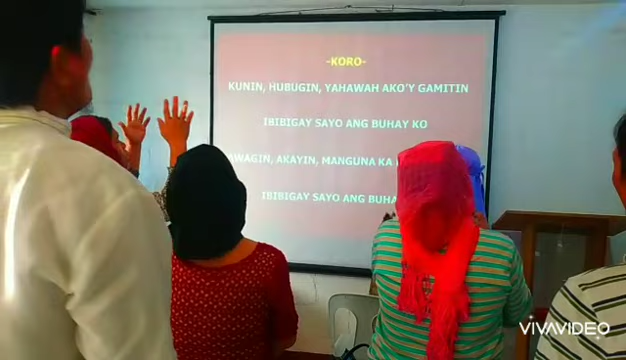 -KORO-
KUNIN, HUBUGIN, YAHAWAH AKO'Y GAMITIN
IBIBIGAY SAYO ANG BUHAY KO
AWAGIN, AKAYIN, MANGUNA KA
IBIBIGAY SAYO ANG BUHA
VIVAVIDEO